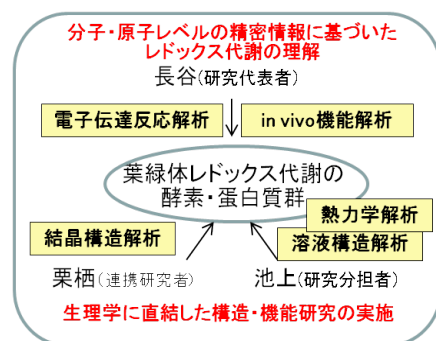 分子・原子レベルの精密情報に基づいた
レドックス代謝の理解
長谷(研究代表者)
電子伝達反応解析
in vivo機能解析
葉緑体レドックス代謝の
酵素・蛋白質群
熱力学解析
結晶構造解析
溶液構造解析
栗栖(連携研究者)
池上(研究分担者)
生理学に直結した構造・機能研究の実施